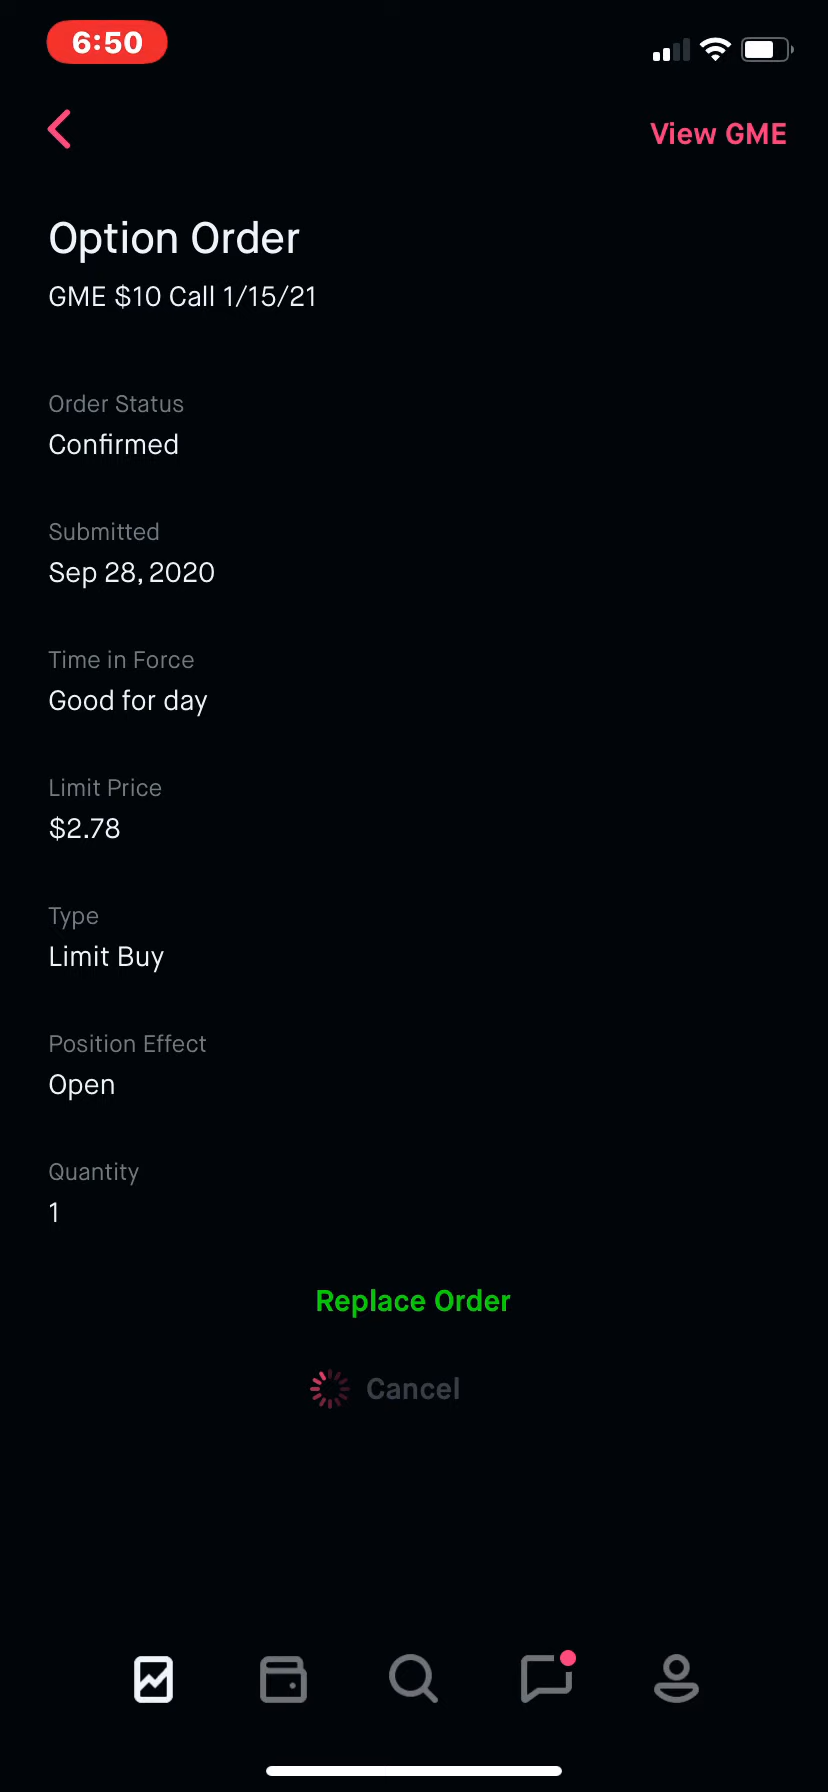 6:50
View GME
Option Order
GME $10 Call 1/15/21
Order Status
Confirmed
Submitted
Sep 28, 2020
Time in Force
Good for day
Limit Price
$2.78
Type
Limit Buy
Position Effect
Open
Quantity
1
Replace Order
Cancel